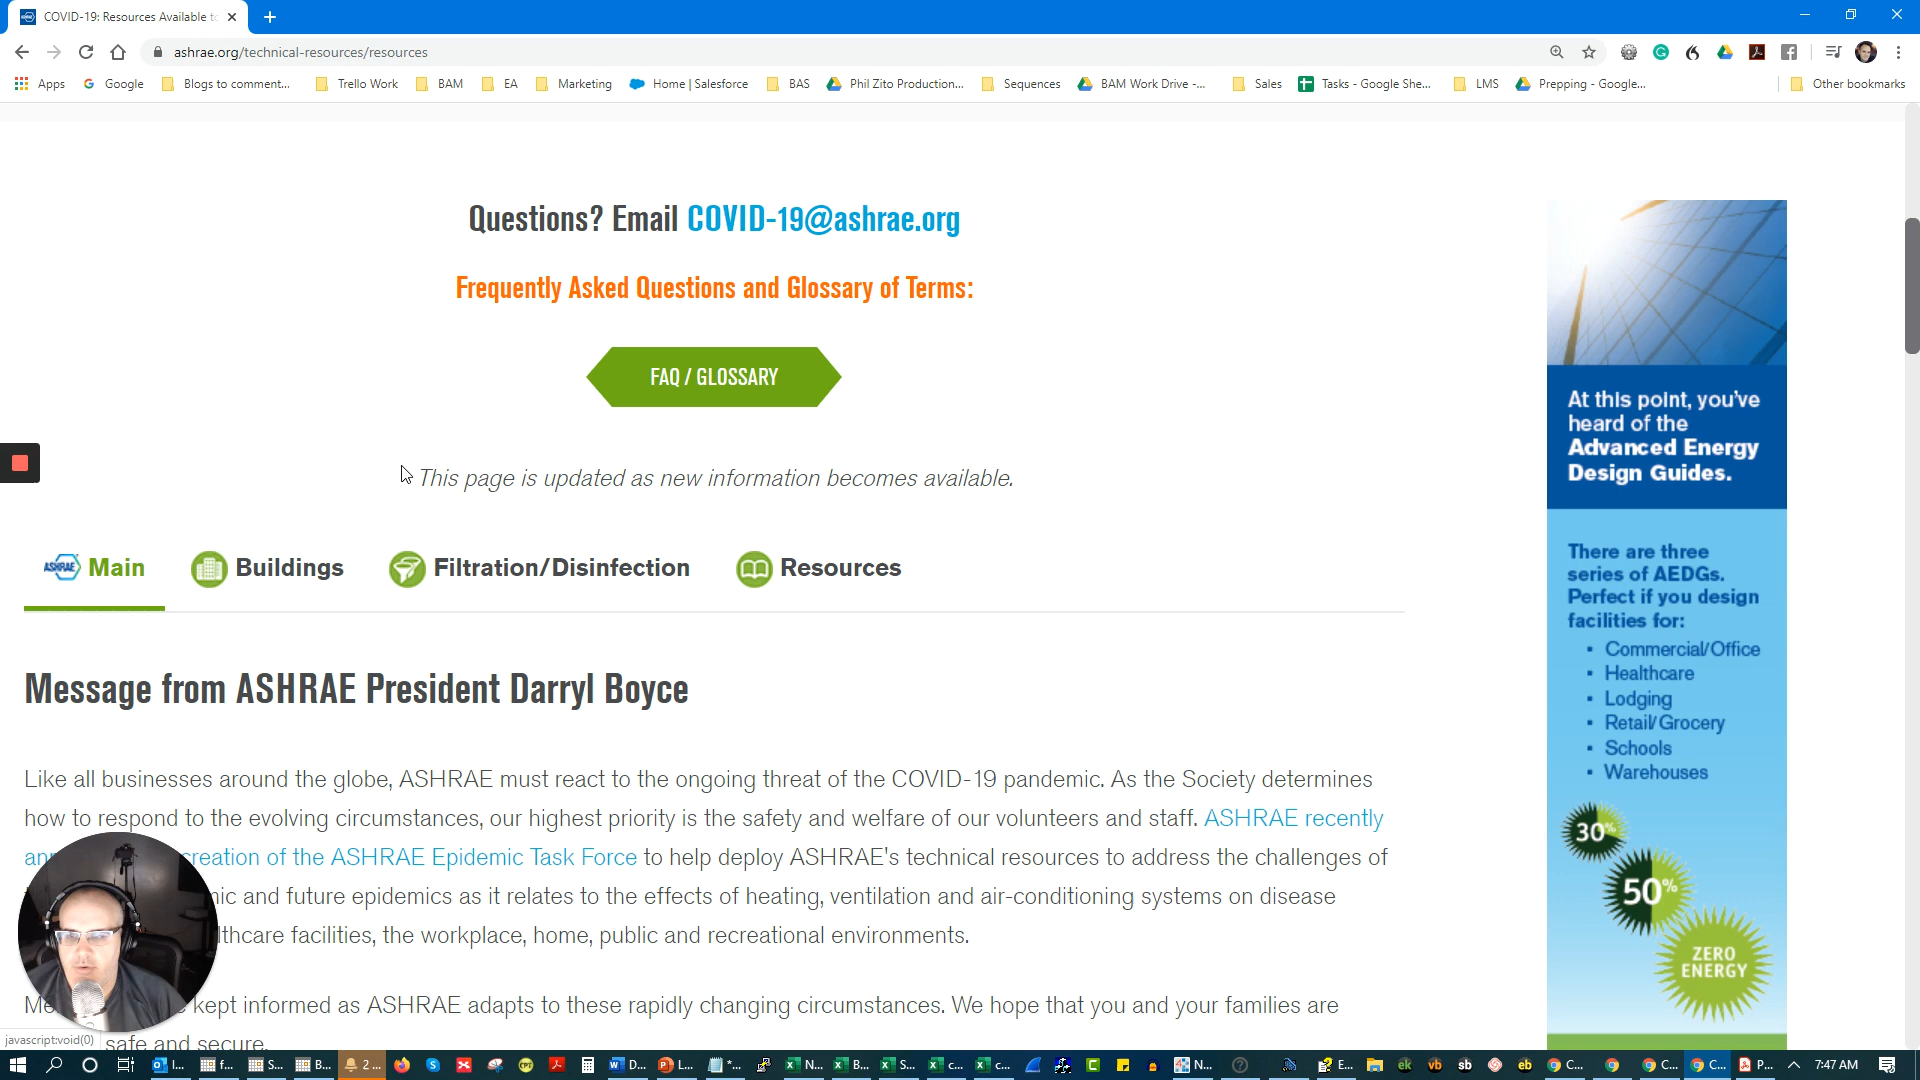 COVID-19: Resources Available to
ashrae.org/technical-resources/resources
Apps Google Blogs to comment... Trello Work BAM EA Marketing Home | Salesforce BAS Phil Zito Production... Sequences BAM Work Drive -... Sales Tasks - Google She... LMS Prepping - Google... Other bookmarks
Questions? Email COVID-19@ashrae.org
Frequently Asked Questions and Glossary of Terms:
FAQ / GLOSSARY
This page is updated as new information becomes available.
ASHRAE Main Buildings Filtration/Disinfection Resources
Message from ASHRAE President Darryl Boyce
Like all businesses around the globe, ASHRAE must react to the ongoing threat of the COVID-19 pandemic. As the Society determines
how to respond to the evolving circumstances, our highest priority is the safety and welfare of our volunteers and staff. ASHRAE recently
creation of the ASHRAE Epidemic Task Force to help deploy ASHRAE's technical resources to address the challenges of
and future epidemics as it relates to the effects of heating, ventilation and air-conditioning systems on disease
facilities, the workplace, home, public and recreational environments.
kept informed as ASHRAE adapts to these rapidly changing circumstances. We hope that you and your families are
safe and secure.
At this point, you've
heard of the
Advanced Energy
Design Guides.
There are three
series of AEDGs.
Perfect if you design
facilities for:
• Commercial/Office
• Healthcare
• Lodging
• Retail/Grocery
• Schools
• Warehouses
30%
50%
ZERO
ENERGY
javascript:void(0)
I... f... S... B... 2... D... L... *... N... B... S... c... c... N... E... ek vb sb eb C... C... C... P... 7:47 AM